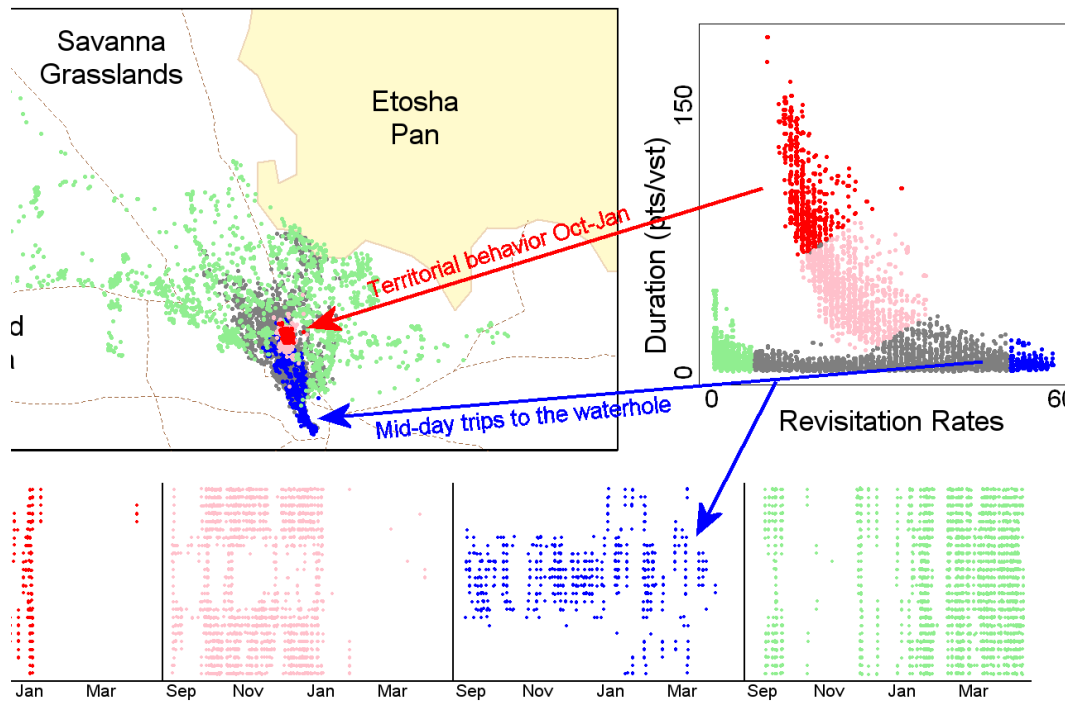 Savanna
Grasslands
Etosha
Pan
Territorial behavior Oct-Jan
Mid-day trips to the waterhole
d
a
Duration (pts/vst)
150
0
0
60
Revisitation Rates
Jan Mar Sep Nov Jan Sep Nov Jan Mar Sep Nov Jan Mar